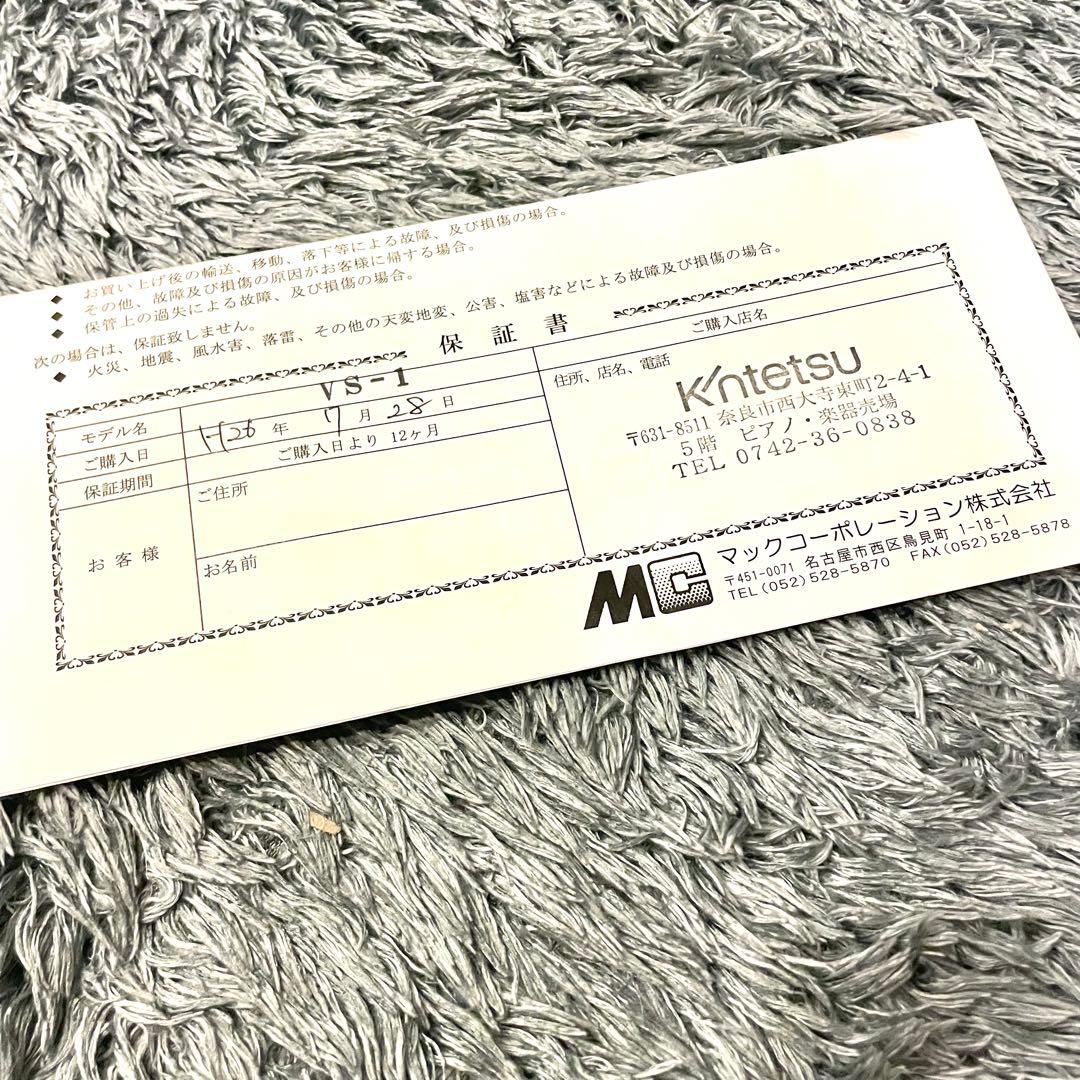 ◆ お買い上げ後の輸送、移動、落下等による故障、及び損傷の場合。
◆ その他、故障及び損傷の原因がお客様に帰する場合。
◆ 保管上の過失による故障、及び損傷の場合。
次の場合は、保証致しません。
◆ 火災、地震、風水害、落雷、その他の天変地変、公害、塩害などによる故障及び損傷の場合。
保証書
モデル名 VS-1
ご購入日 H26年 7月 28日
保証期間 ご購入日より 12ヶ月
お客様
ご住所
お名前
ご購入店名
住所、店名、電話
Kintetsu
〒631-8511 奈良市西大寺東町2-4-1
5階 ピアノ・楽器売場
TEL 0742-36-0838
MC マックコーポレーション株式会社
〒451-0071 名古屋市西区鳥見町 1-18-1
TEL(052)528-5870 FAX(052)528-5878